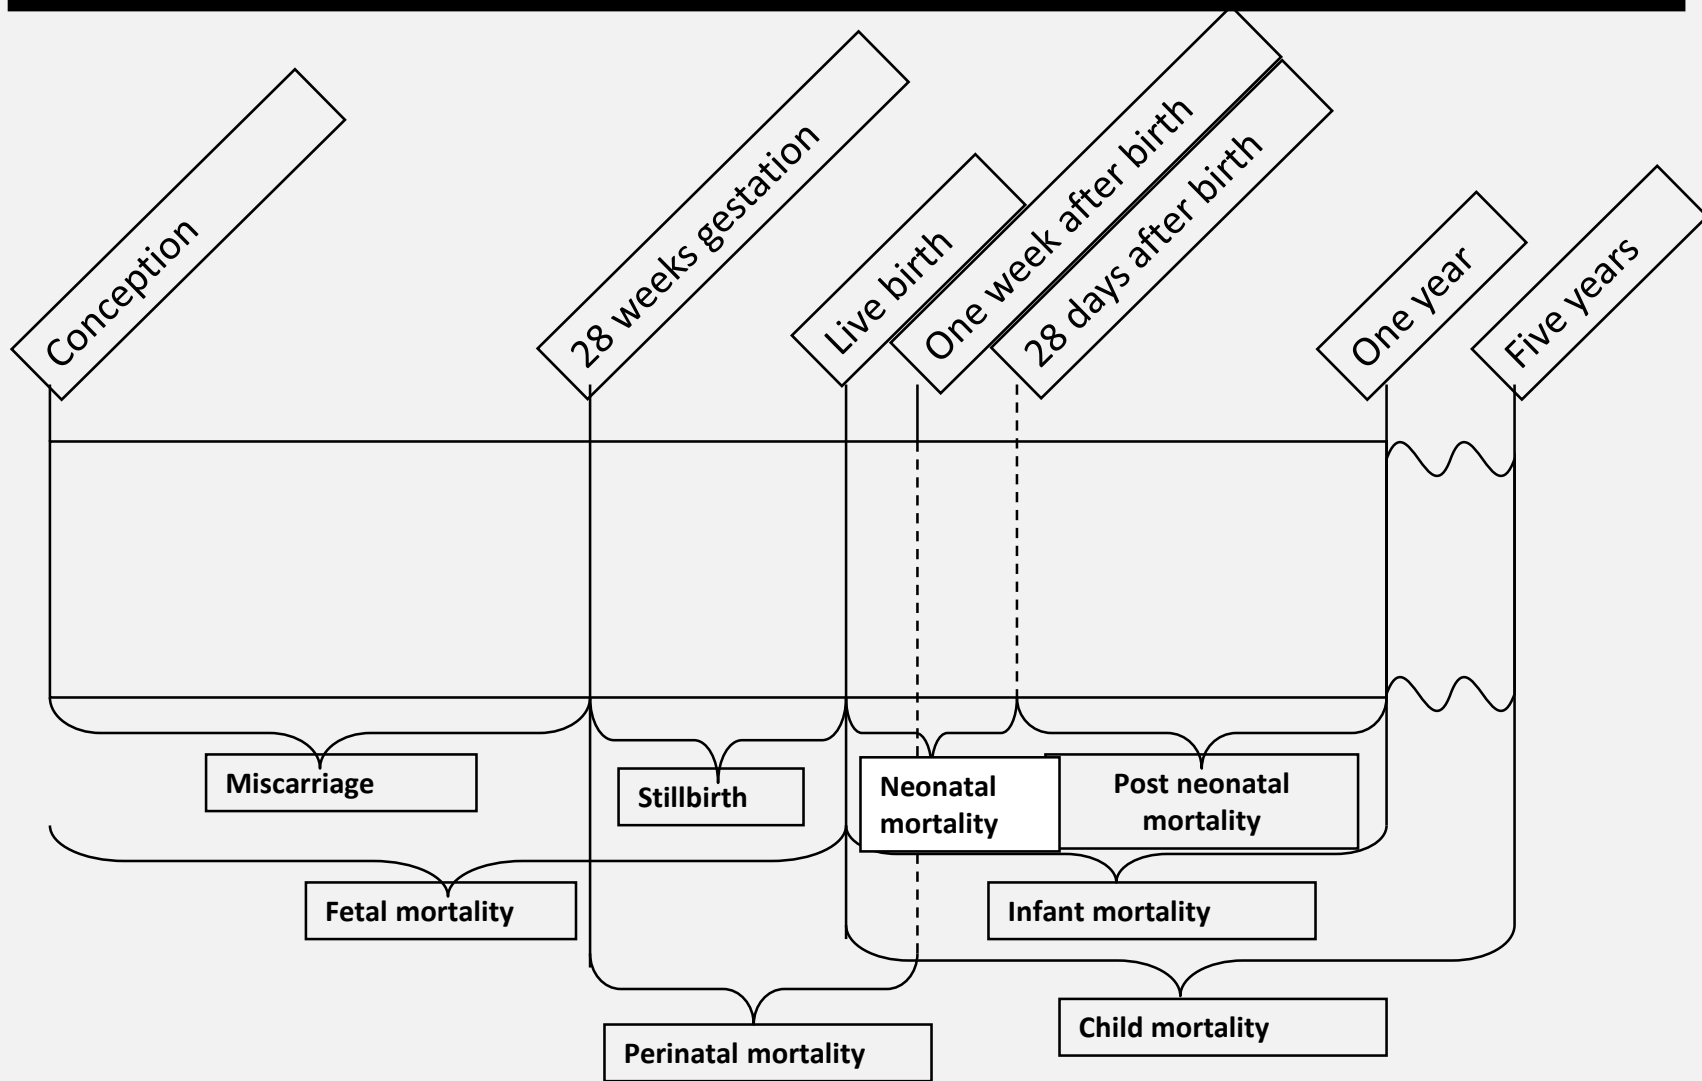 Conception
28 weeks gestation
Live birth
One week after birth
28 days after birth
One year
Five years
Miscarriage
Stillbirth
Neonatal
mortality
Post neonatal
mortality
Fetal mortality
Infant mortality
Perinatal mortality
Child mortality